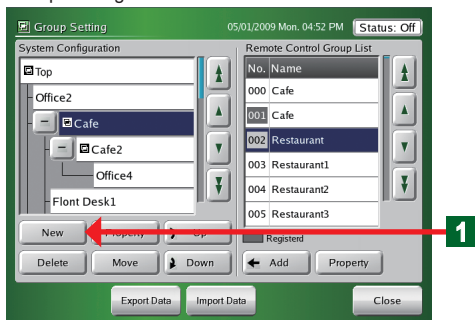 Group Setting 05/01/2009 Mon. 04:52 PM Status: Off
System Configuration
Top
Office2
Cafe
Cafe2
Office4
Flont Desk1
Remote Control Group List
No. Name
000 Cafe
001 Cafe
002 Restaurant
003 Restaurant1
004 Restaurant2
005 Restaurant3
Registerd
New Property Up
Delete Move Down
Add Property
Export Data Import Data Close
1